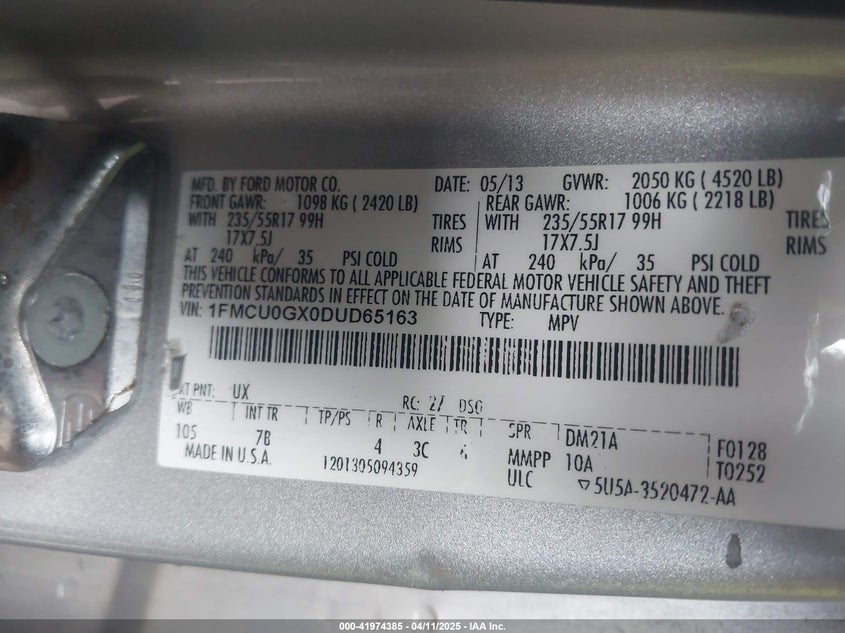 MFD. BY FORD MOTOR CO. DATE: 05/13 GVWR: 2050 KG ( 4520 LB)
FRONT GAWR: 1098 KG ( 2420 LB) REAR GAWR: 1006 KG ( 2218 LB)
WITH 235/55R17 99H TIRES WITH 235/55R17 99H TIRES
17X7.5J RIMS 17X7.5J RIMS
AT 240 kPa/ 35 PSI COLD AT 240 kPa/ 35 PSI COLD
THIS VEHICLE CONFORMS TO ALL APPLICABLE FEDERAL MOTOR VEHICLE SAFETY AND THEFT
PREVENTION STANDARDS IN EFFECT ON THE DATE OF MANUFACTURE SHOWN ABOVE.
VIN: 1FMCU0GX0DUD65163 TYPE: MPV
PNT: UX RC: 27 DSO
WB INT TR TP/PS R AXLE TR SPR DM21A F0128
105 7B 4 3C MMPP 10A T0252
MADE IN U.S.A. 1201305094359 ULC ▽5U5A-3520472-AA
000-41974385 - 04/11/2025 - IAA Inc.